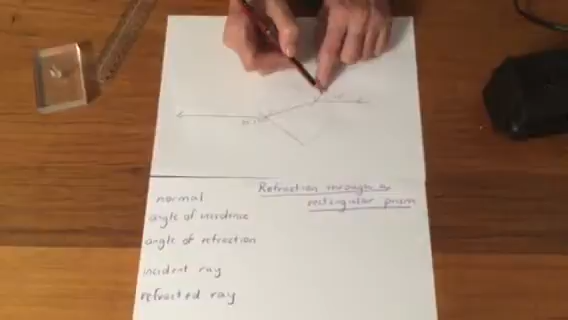 Refraction through a
rectangular prism
normal
angle of incidence
angle of refraction
incident ray
refracted ray